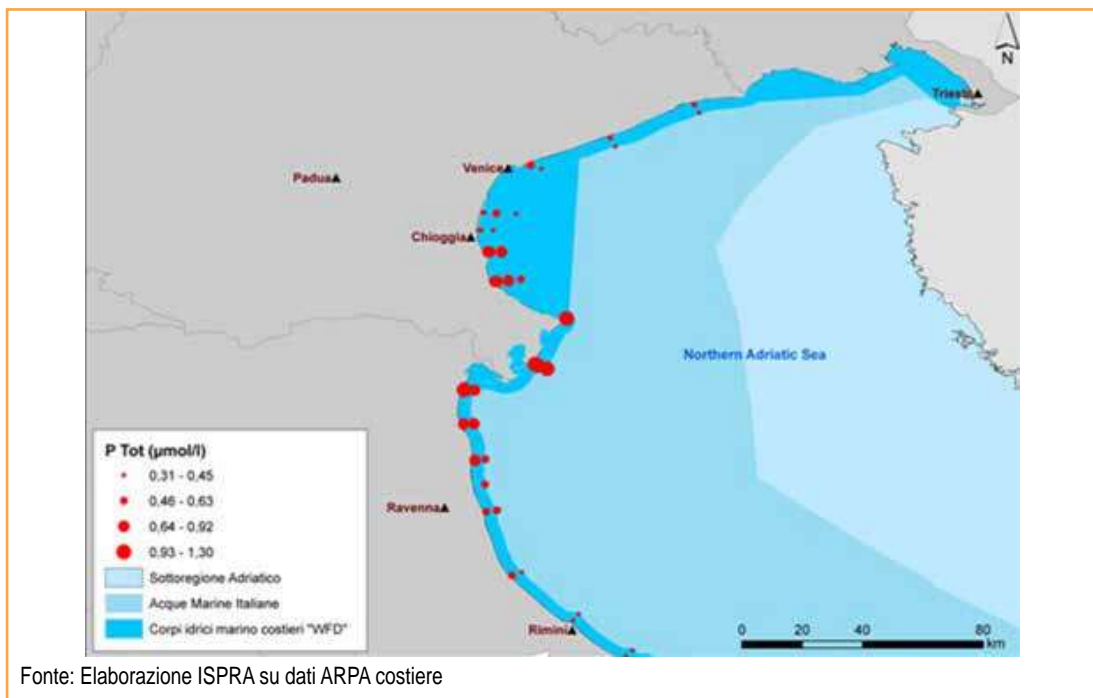 N
Trieste
Venice
Padua
Chioggia
Northern Adriatic Sea
P Tot (µmol/l)
0,31 - 0,45
0,46 - 0,63
0,64 - 0,92
0,93 - 1,30
Ravenna
Sottoregione Adriatico
Acque Marine Italiane
Corpi idrici marino costieri "WFD"
Rimini
0 20 40 80
km
Fonte: Elaborazione ISPRA su dati ARPA costiere